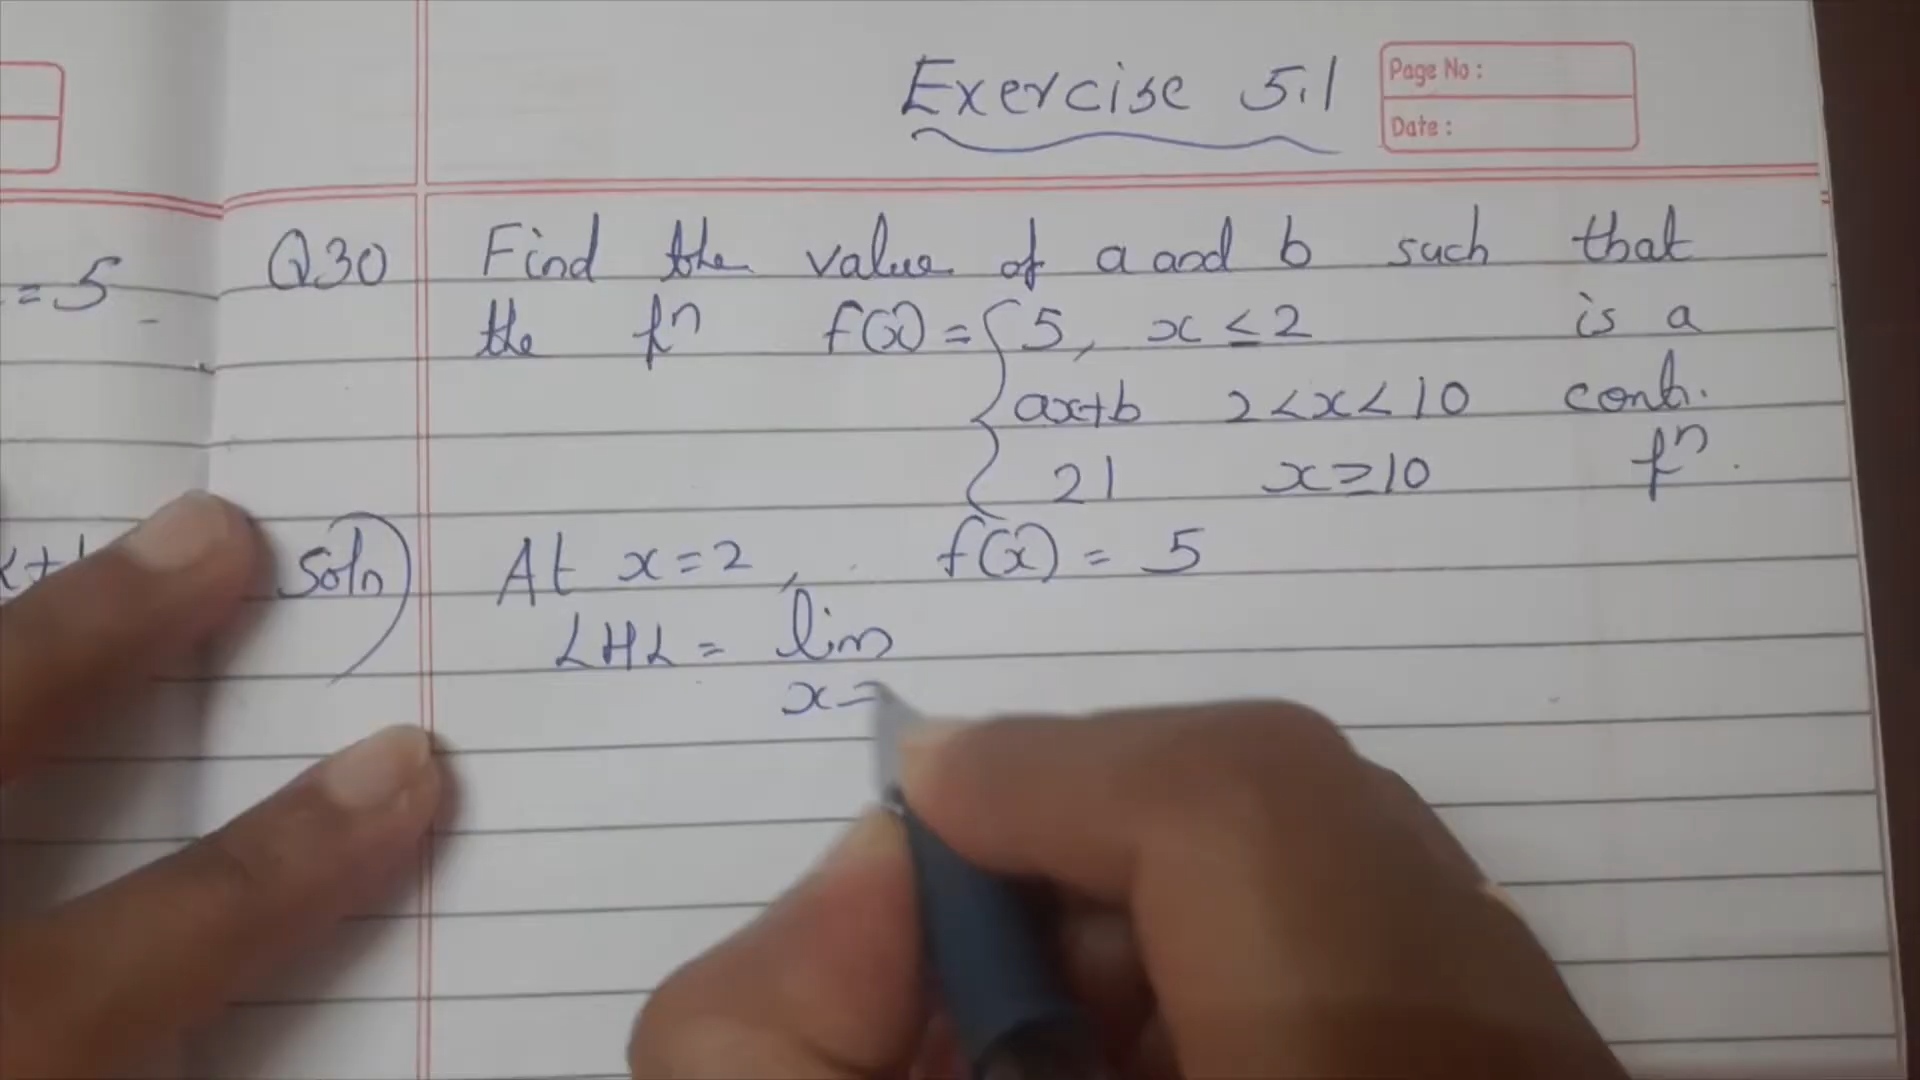 Exercise 5.1
Page No :
Date :
= 5
Q30 Find the value of a and b such that
the fⁿ f(x) = { 5, x ≤ 2 is a
ax+b 2 < x < 10 cont.
21 x ≥ 10 fⁿ.
Soln) At x = 2, f(x) = 5
LHL = lim
x